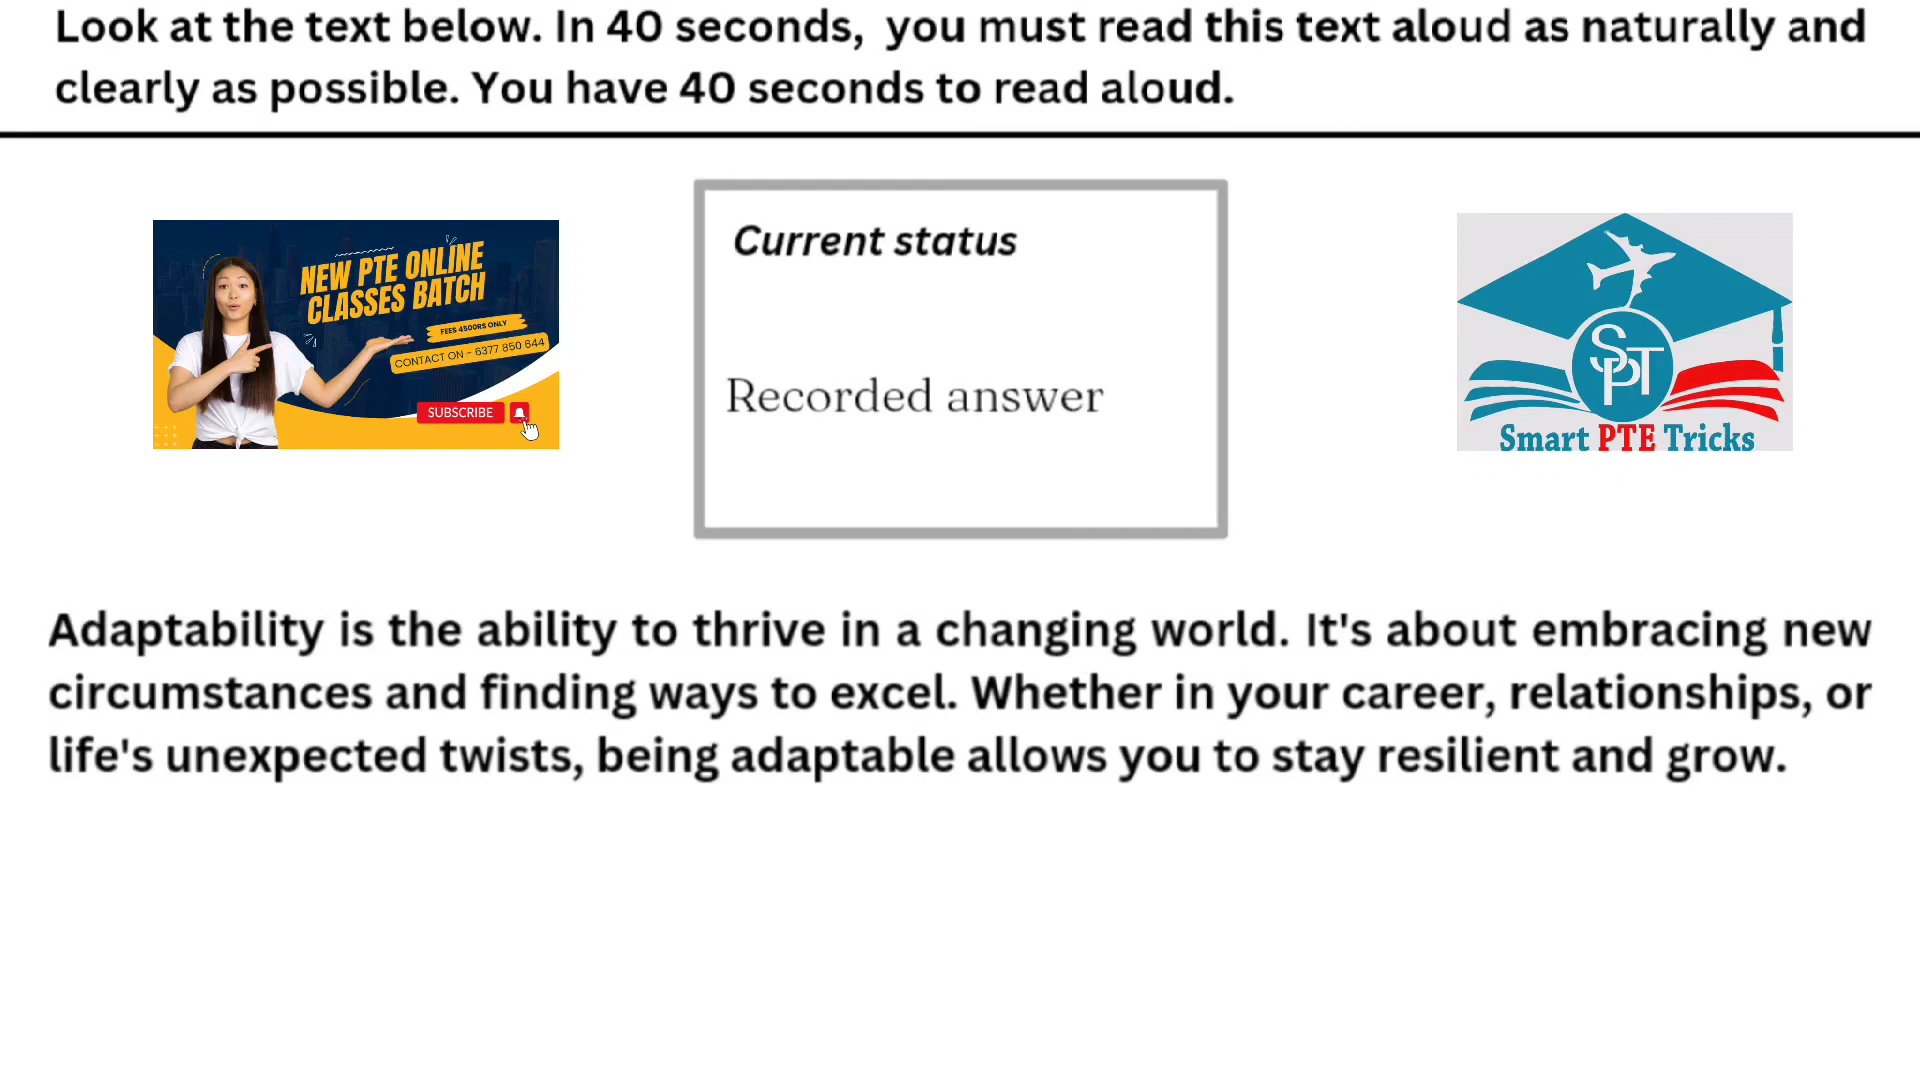 Look at the text below. In 40 seconds, you must read this text aloud as naturally and
clearly as possible. You have 40 seconds to read aloud.
NEW PTE ONLINE
CLASSES BATCH
FEES 4500RS ONLY
CONTACT ON - 6377 850 644
SUBSCRIBE
Current status
Recorded answer
SPT
Smart PTE Tricks
Adaptability is the ability to thrive in a changing world. It's about embracing new
circumstances and finding ways to excel. Whether in your career, relationships, or
life's unexpected twists, being adaptable allows you to stay resilient and grow.